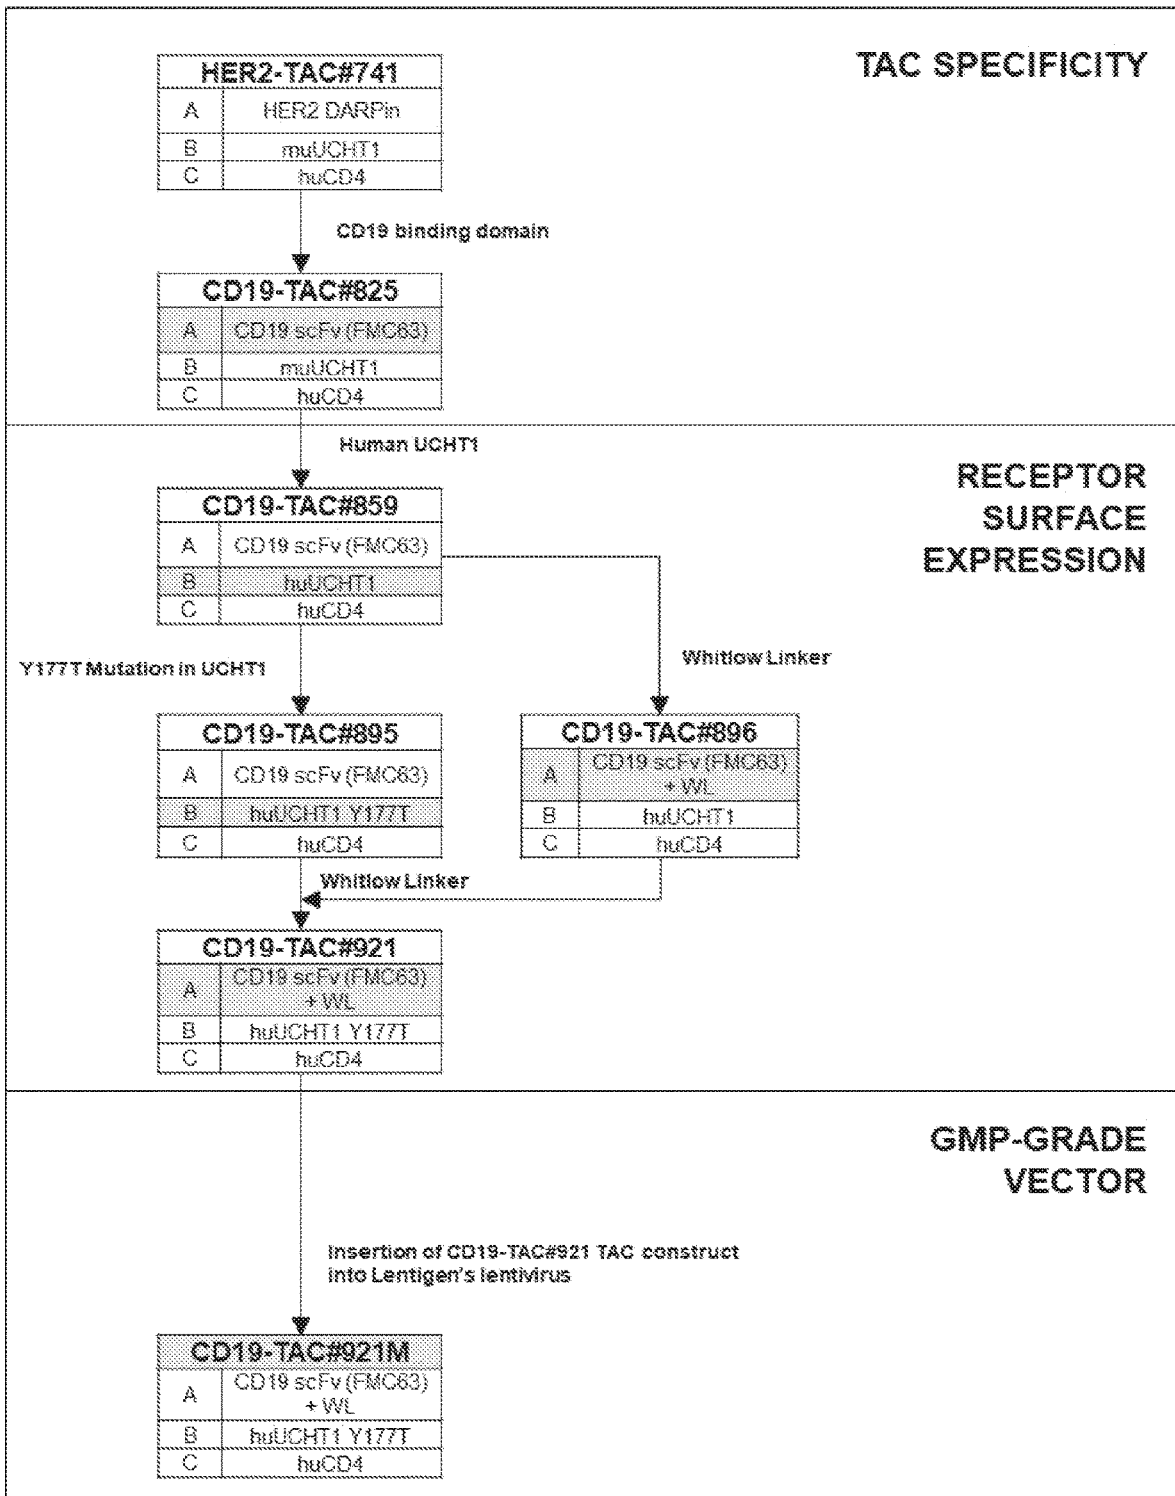 TAC SPECIFICITY
HER2-TAC#741
A HER2 DARPin
B muUCHT1
C huCD4
CD19 binding domain
CD19-TAC#825
A CD19 scFv (FMC63)
B muUCHT1
C huCD4
Human UCHT1
RECEPTOR
SURFACE
EXPRESSION
CD19-TAC#859
A CD19 scFv (FMC63)
B huUCHT1
C huCD4
Y177T Mutation in UCHT1
Whitlow Linker
CD19-TAC#895
A CD19 scFv (FMC63)
B huUCHT1 Y177T
C huCD4
CD19-TAC#896
A CD19 scFv (FMC63)
+ WL
B huUCHT1
C huCD4
Whitlow Linker
CD19-TAC#921
A CD19 scFv (FMC63)
+ WL
B huUCHT1 Y177T
C huCD4
GMP-GRADE
VECTOR
Insertion of CD19-TAC#921 TAC construct
into Lentigen's lentivirus
CD19-TAC#921M
A CD19 scFv (FMC63)
+ WL
B huUCHT1 Y177T
C huCD4